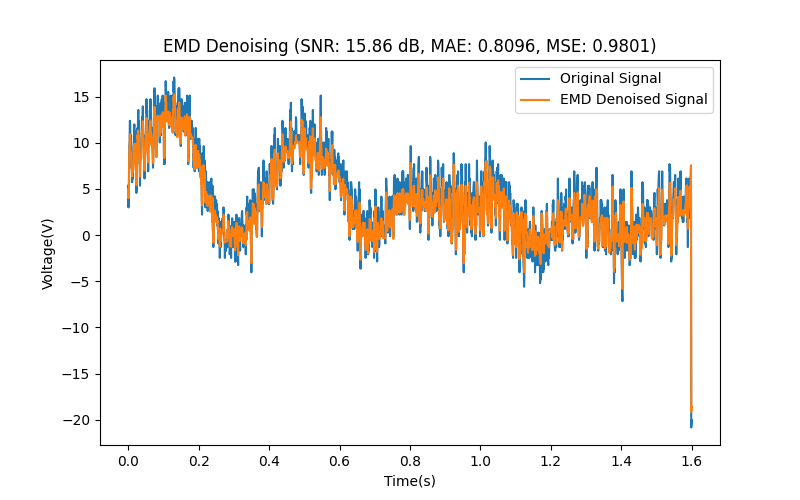 EMD Denoising (SNR: 15.86 dB, MAE: 0.8096, MSE: 0.9801)
Original Signal
EMD Denoised Signal
15
10
5
0
−5
−10
−15
−20
Voltage(V)
0.0 0.2 0.4 0.6 0.8 1.0 1.2 1.4 1.6
Time(s)